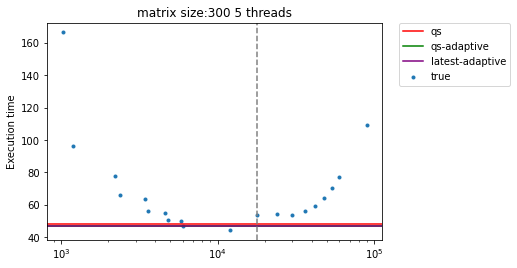 matrix size:300 5 threads
Execution time
160
140
120
100
80
60
40
10³
10⁴
10⁵
qs
qs-adaptive
latest-adaptive
true